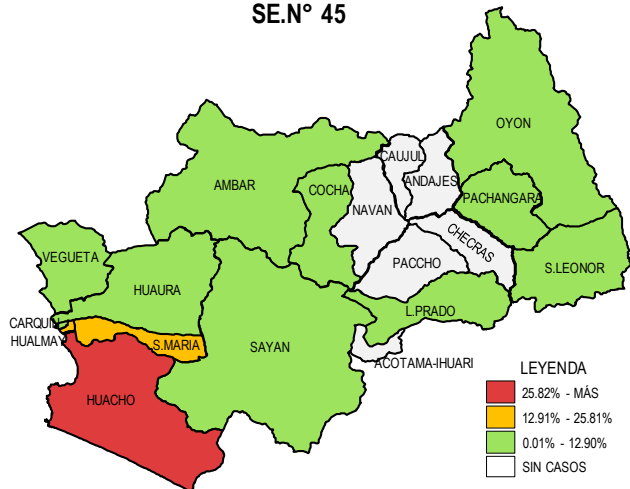 SE.N° 45
OYON
CAUJUL
ANDAJES
AMBAR
COCHA
NAVAN
PACHANGARA
CHECRAS
VEGUETA
PACCHO
S.LEONOR
HUAURA
L.PRADO
CARQUIN
HUALMAY
S.MARIA
SAYAN
ACOTAMA-IHUARI
HUACHO
LEYENDA
25.82% - MÁS
12.91% - 25.81%
0.01% - 12.90%
SIN CASOS